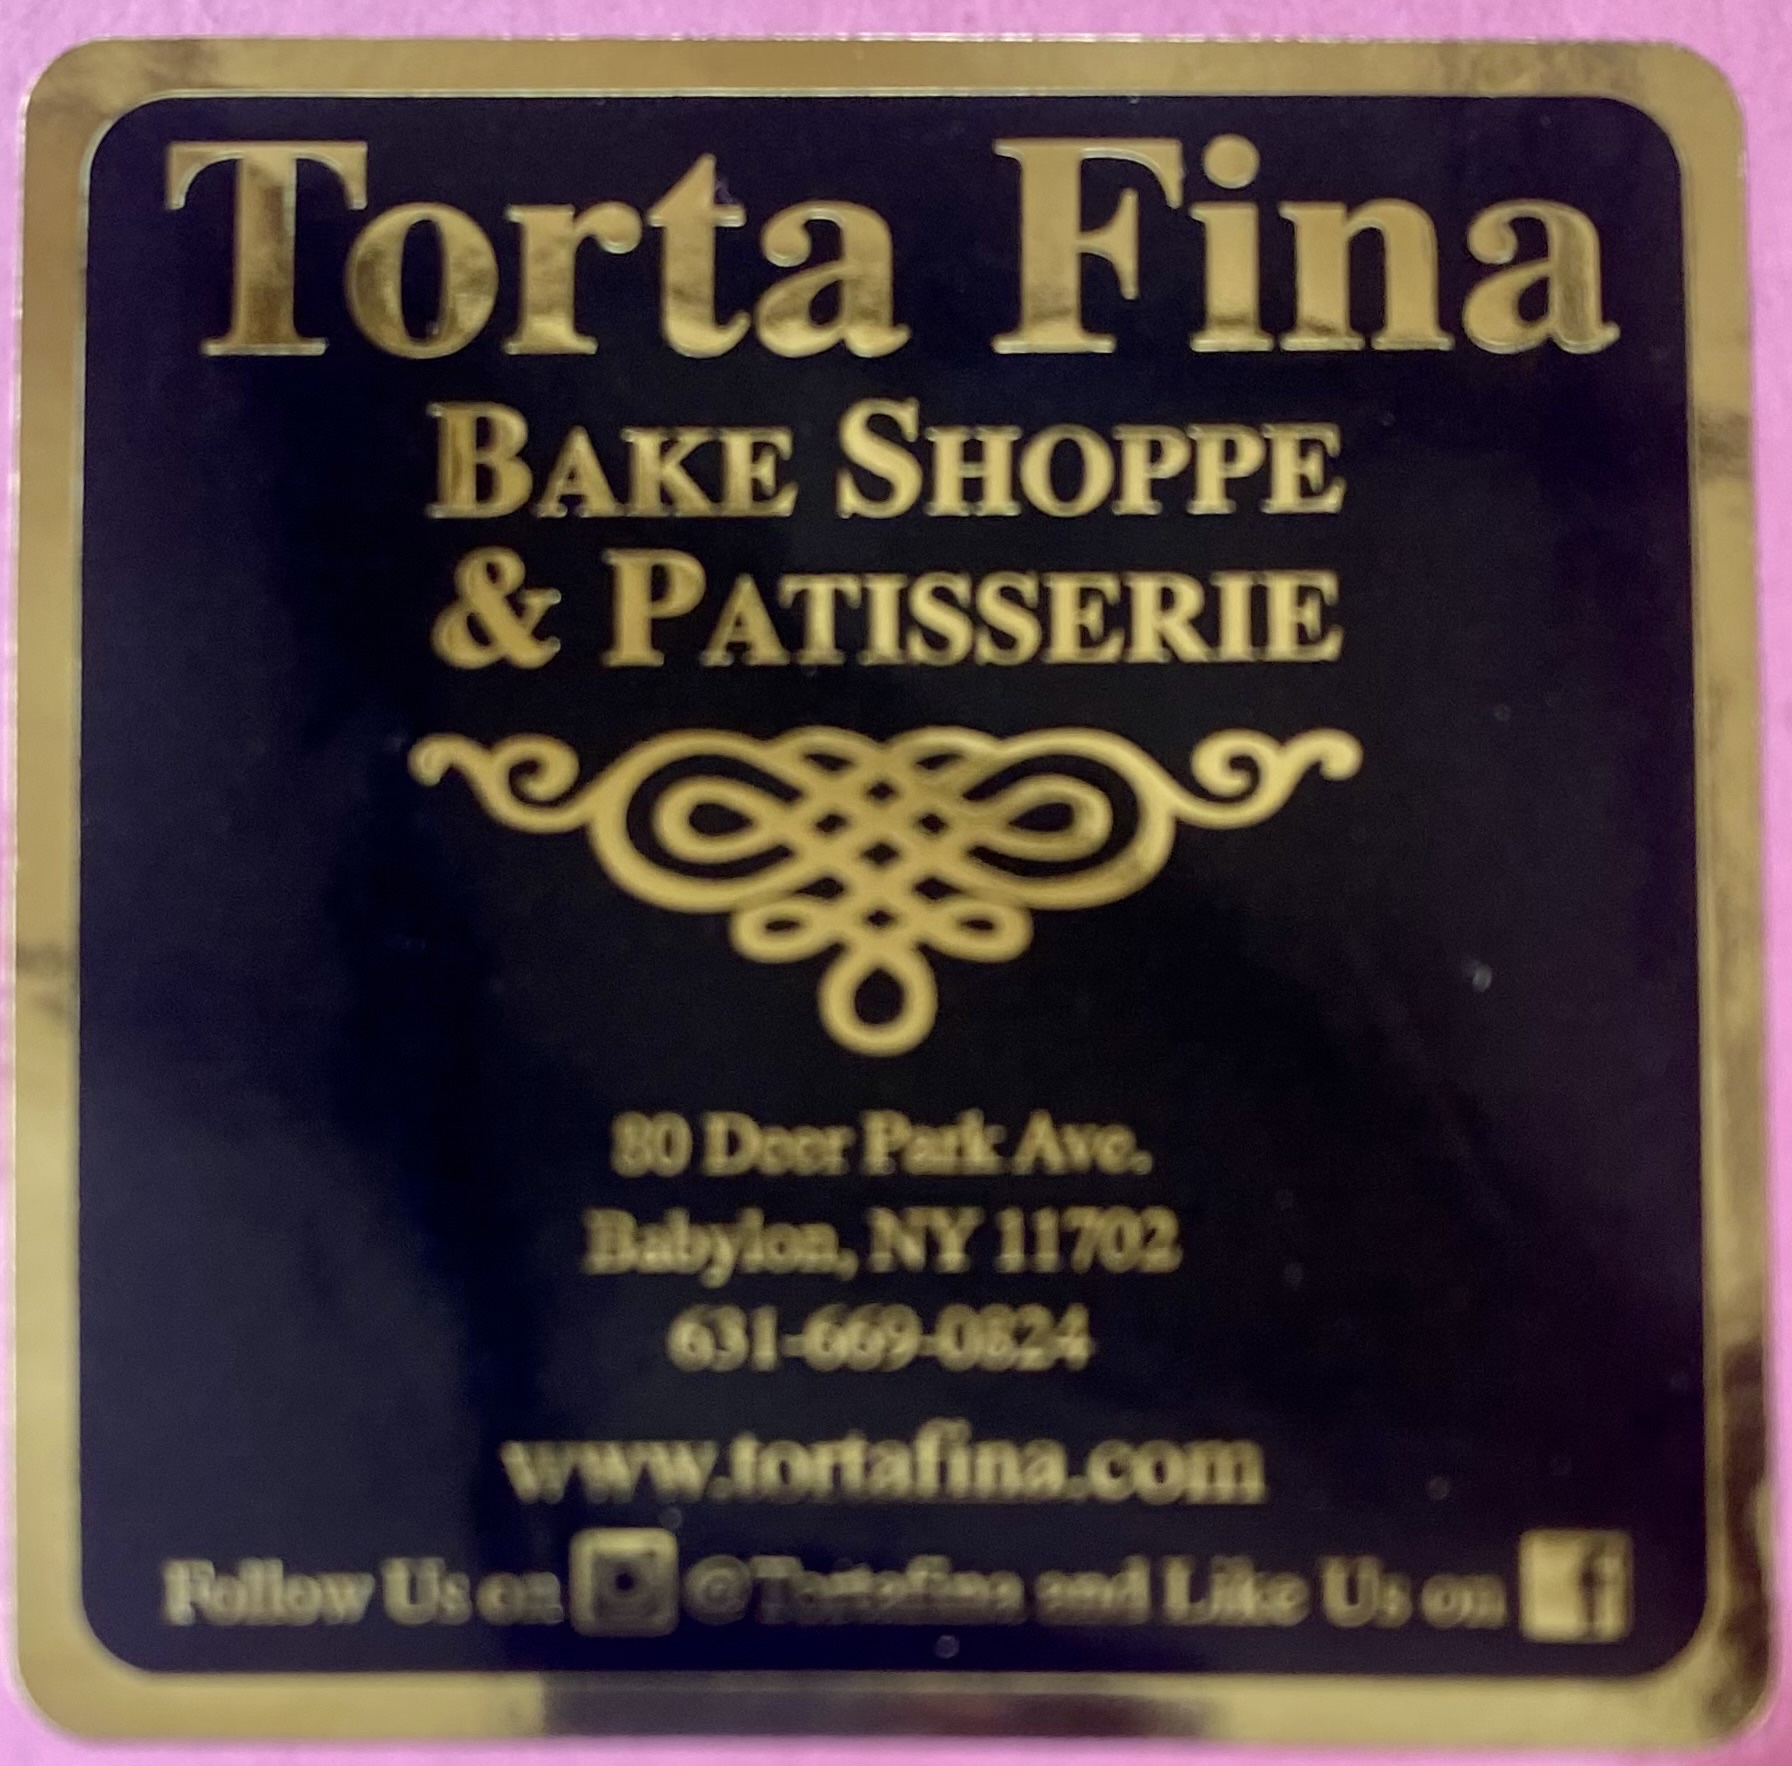 Torta Fina
BAKE SHOPPE
& PATISSERIE
80 Deer Park Ave.
Babylon, NY 11702
631-669-0824
www.tortafina.com
Follow Us on @Tortafina and Like Us on f